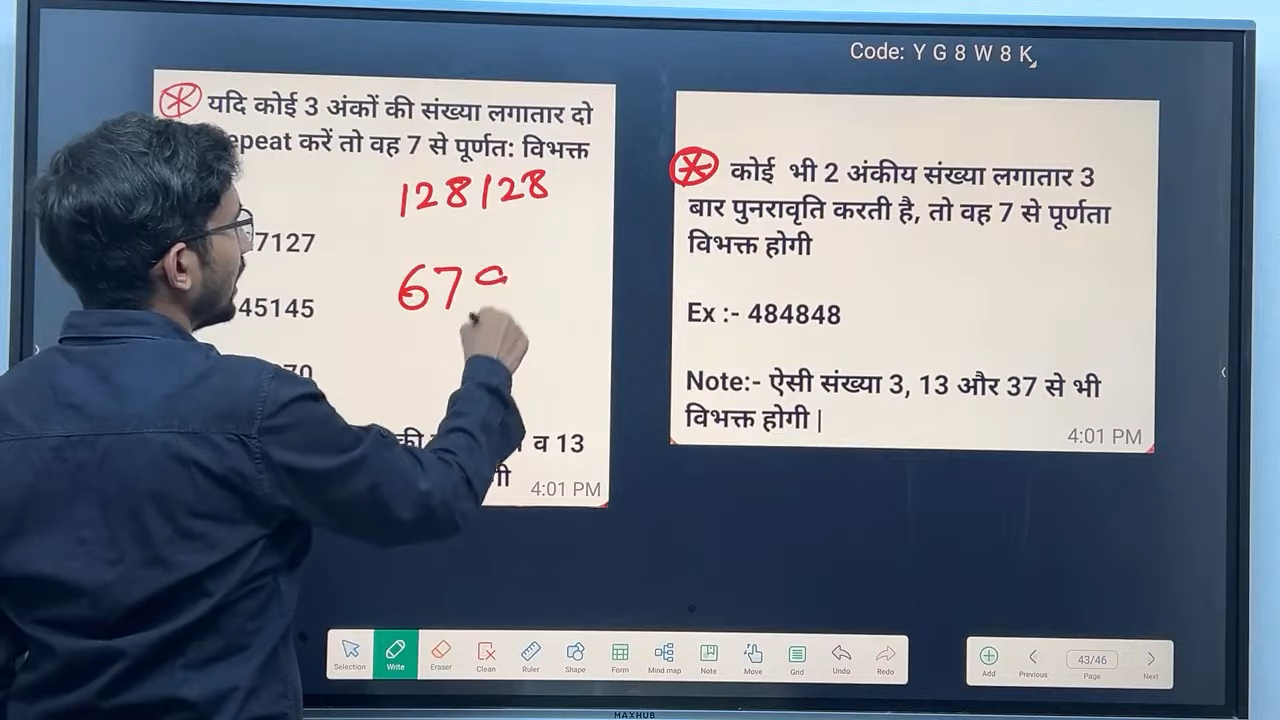 Code: Y G 8 W 8 K
यदि कोई 3 अंकों की संख्या लगातार दो
epeat करें तो वह 7 से पूर्णत: विभक्त
128128
7127
679
45145
व 13
4:01 PM
कोई भी 2 अंकीय संख्या लगातार 3
बार पुनरावृति करती है, तो वह 7 से पूर्णता
विभक्त होगी
Ex :- 484848
Note:- ऐसी संख्या 3, 13 और 37 से भी
विभक्त होगी |
4:01 PM
Selection Write Eraser Clean Ruler Shape Form Mind map Note Move Grid Undo Redo
43/46
Add Previous Page Next
MAXHUB